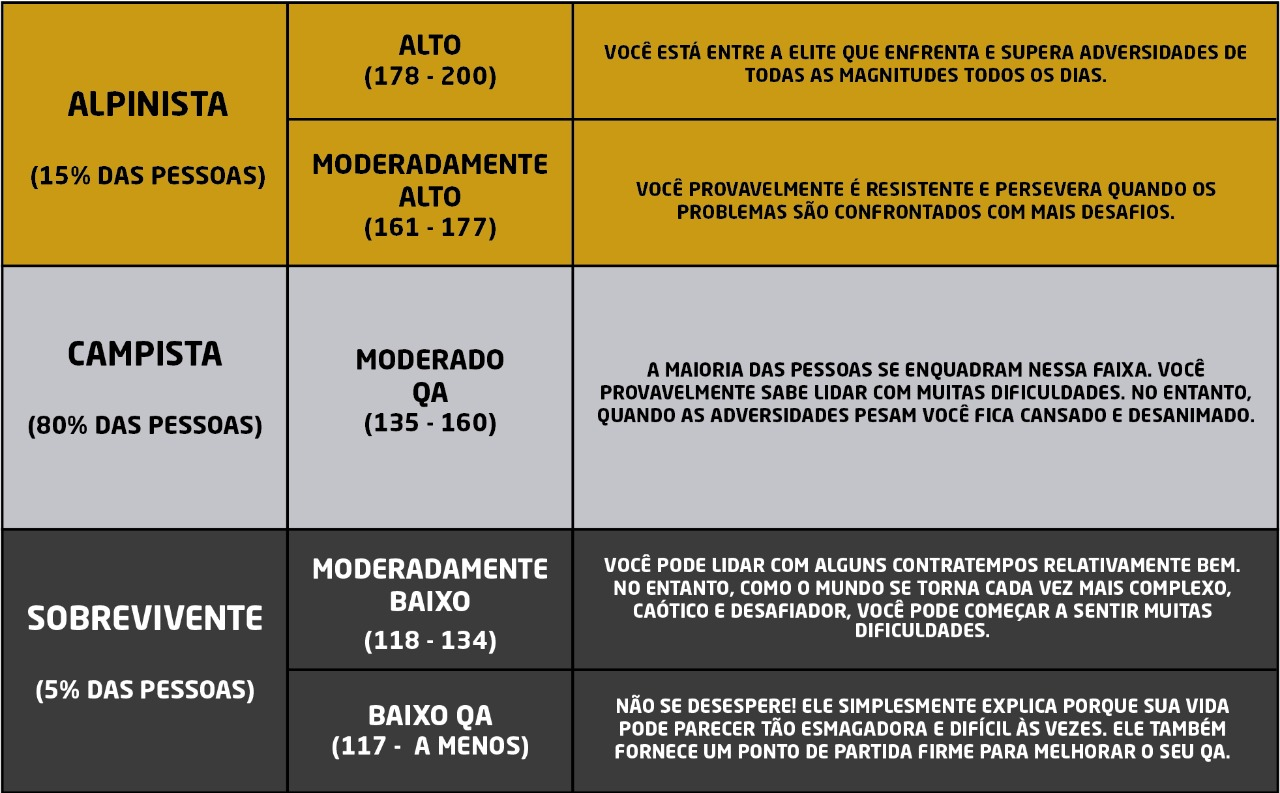 ALPINISTA
(15% DAS PESSOAS)
ALTO
(178 - 200)
VOCÊ ESTÁ ENTRE A ELITE QUE ENFRENTA E SUPERA ADVERSIDADES DE
TODAS AS MAGNITUDES TODOS OS DIAS.
MODERADAMENTE
ALTO
(161 - 177)
VOCÊ PROVAVELMENTE É RESISTENTE E PERSEVERA QUANDO OS
PROBLEMAS SÃO CONFRONTADOS COM MAIS DESAFIOS.
CAMPISTA
(80% DAS PESSOAS)
MODERADO
QA
(135 - 160)
A MAIORIA DAS PESSOAS SE ENQUADRAM NESSA FAIXA. VOCÊ
PROVAVELMENTE SABE LIDAR COM MUITAS DIFICULDADES. NO ENTANTO,
QUANDO AS ADVERSIDADES PESAM VOCÊ FICA CANSADO E DESANIMADO.
SOBREVIVENTE
(5% DAS PESSOAS)
MODERADAMENTE
BAIXO
(118 - 134)
VOCÊ PODE LIDAR COM ALGUNS CONTRATEMPOS RELATIVAMENTE BEM.
NO ENTANTO, COMO O MUNDO SE TORNA CADA VEZ MAIS COMPLEXO,
CAÓTICO E DESAFIADOR, VOCÊ PODE COMEÇAR A SENTIR MUITAS
DIFICULDADES.
BAIXO QA
(117 - A MENOS)
NÃO SE DESESPERE! ELE SIMPLESMENTE EXPLICA PORQUE SUA VIDA
PODE PARECER TÃO ESMAGADORA E DIFÍCIL ÀS VEZES. ELE TAMBÉM
FORNECE UM PONTO DE PARTIDA FIRME PARA MELHORAR O SEU QA.